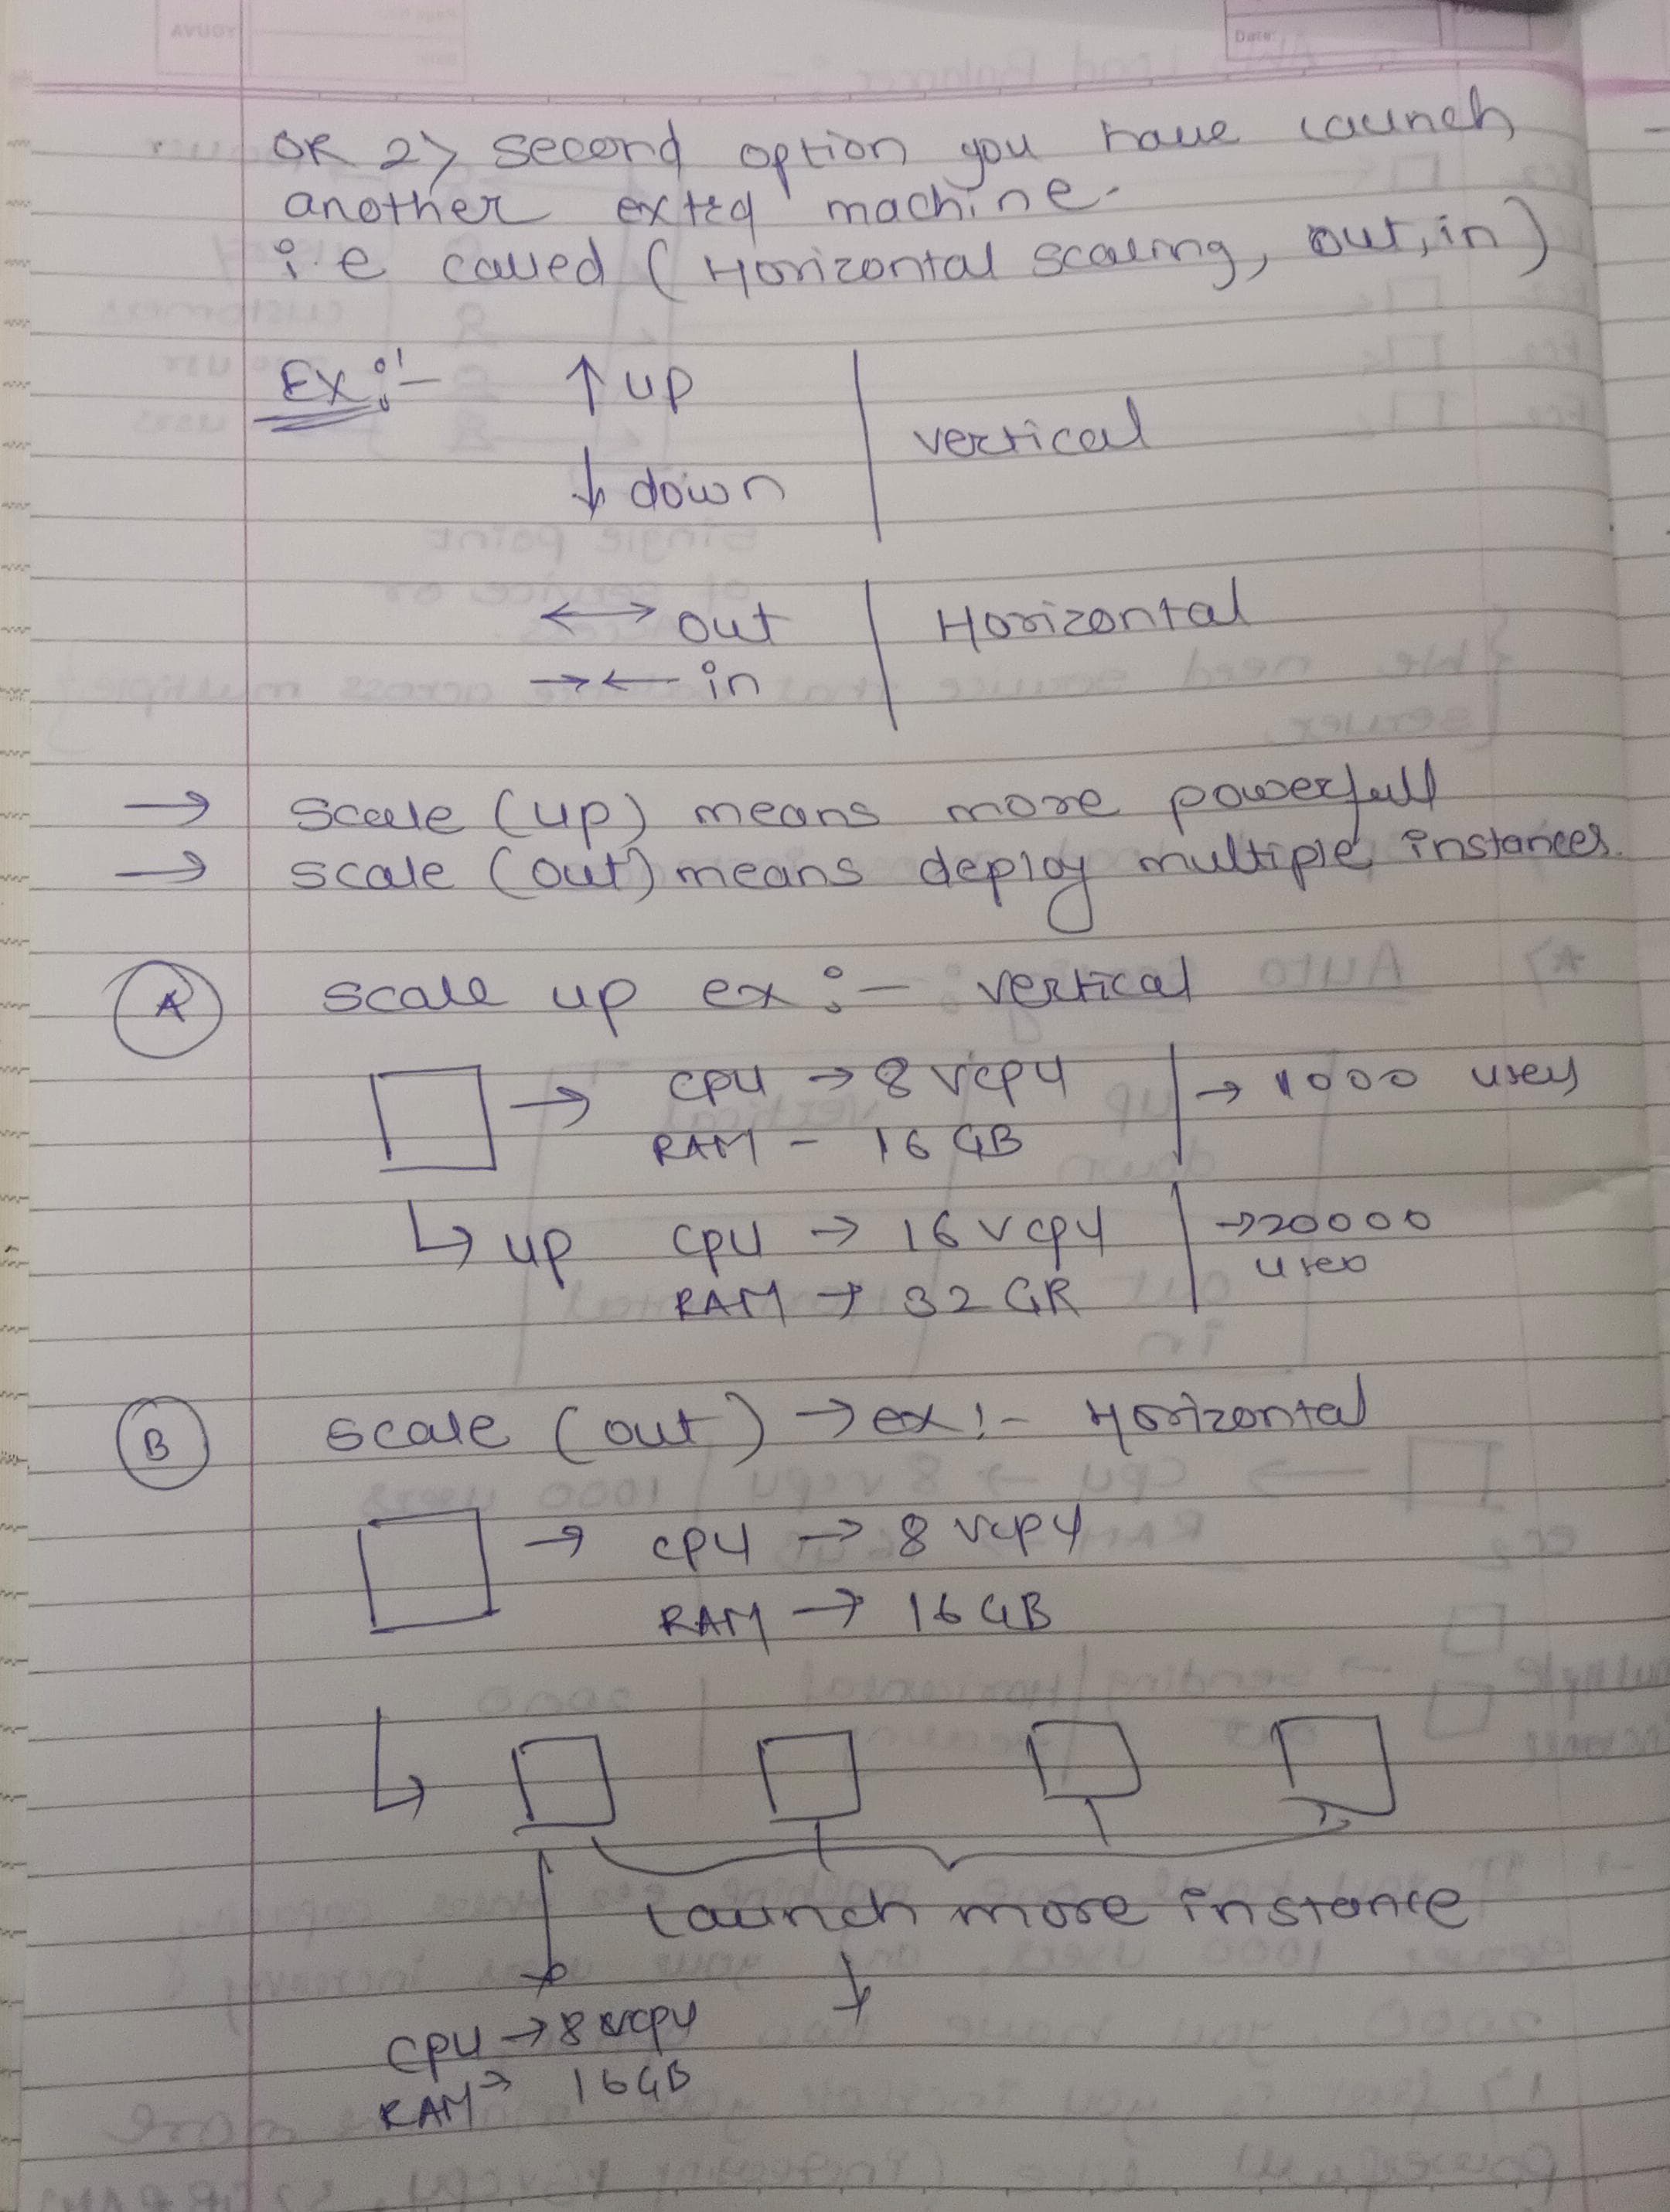 Date:
OR 2) second option you have launch
another extra machine.
i.e called (Horizontal scaling, out, in)
Ex:- ↑ up
↓ down
vertical
←→ out
→← in
Horizontal
→ scale (up) means more powerfull
→ scale (out) means deploy multiple instances.
A scale up ex :- vertical
→ CPU → 8 vcpu → 1000 users
RAM - 16 GB
↳ up CPU → 16 vcpu → 20000
RAM → 32 GB users
B scale (out) → ex :- Horizontal
→ CPU → 8 vcpu
RAM → 16 GB
Launch more instance
CPU → 8 vcpu
RAM → 16GB